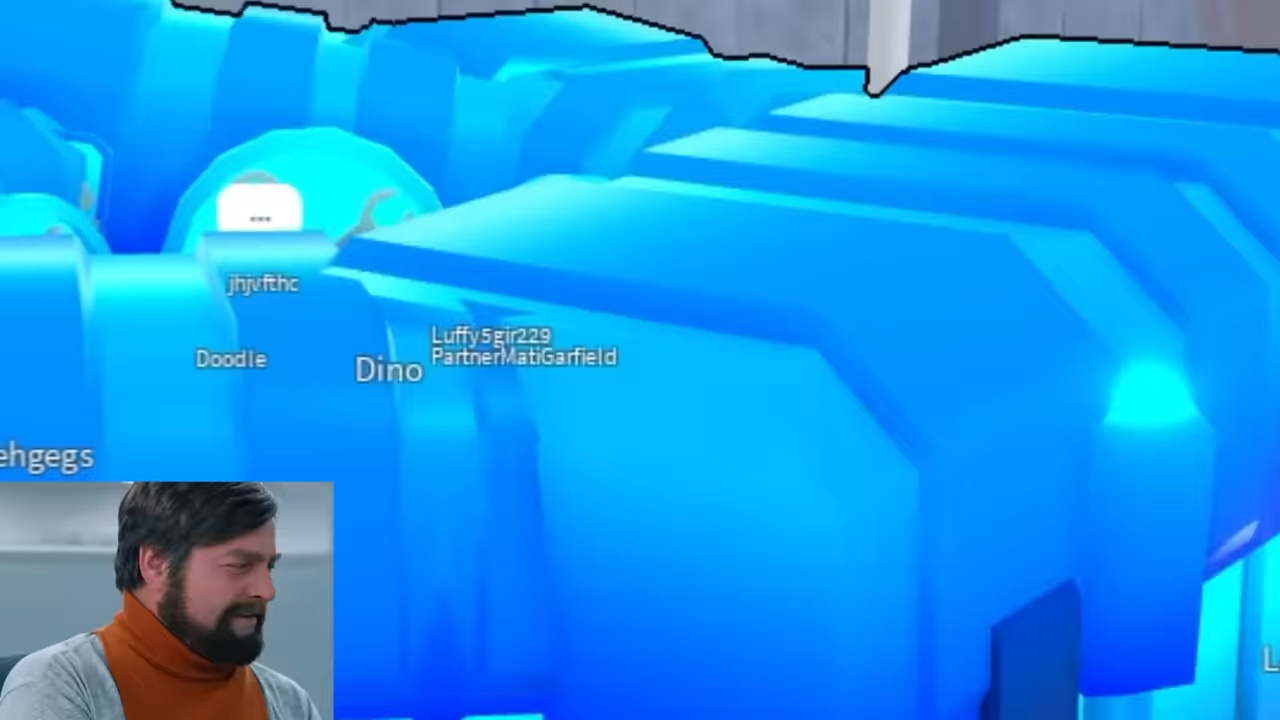 ...
jhjvfthc
Luffy5gir229
Doodle
Dino
PartnerMatiGarfield
ehgegs
L